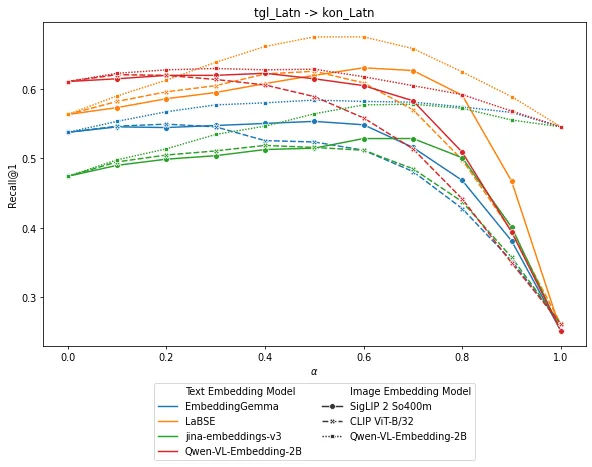 tgl_Latn -> kon_Latn
Recall@1
0.6
0.5
0.4
0.3
0.0
0.2
0.4
0.6
0.8
1.0
α
Text Embedding Model
EmbeddingGemma
LaBSE
jina-embeddings-v3
Qwen-VL-Embedding-2B
Image Embedding Model
SigLIP 2 So400m
CLIP ViT-B/32
Qwen-VL-Embedding-2B